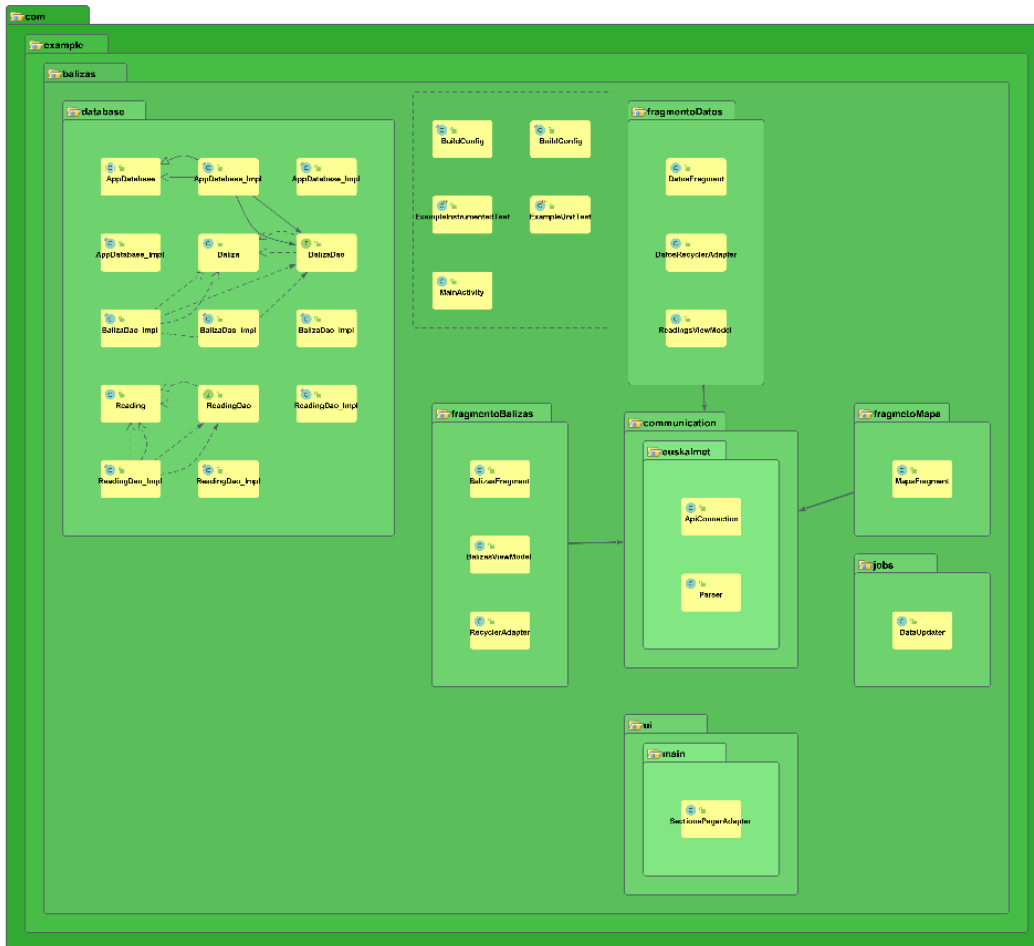 com
example
balizas
database
AppDatabase
AppDatabase_Impl
AppDatabase_Impl
AppDatabase_Impl
Baliza
BalizaDao
BalizaDao_Impl
BalizaDao_Impl
BalizaDao_Impl
Reading
ReadingDao
ReadingDao_Impl
ReadingDao_Impl
ReadingDao_Impl
BuildConfig
BuildConfig
ExampleInstrumentedTest
ExampleUnitTest
MainActivity
fragmentoDatos
DatosFragment
DatosRecyclerAdapter
ReadingsViewModel
fragmentoBalizas
BalizasFragment
BalizasViewModel
RecyclerAdapter
communication
euskalmet
ApiConnection
Parser
fragmetoMapa
MapaFragment
jobs
DataUpdater
ui
main
SectionsPagerAdapter